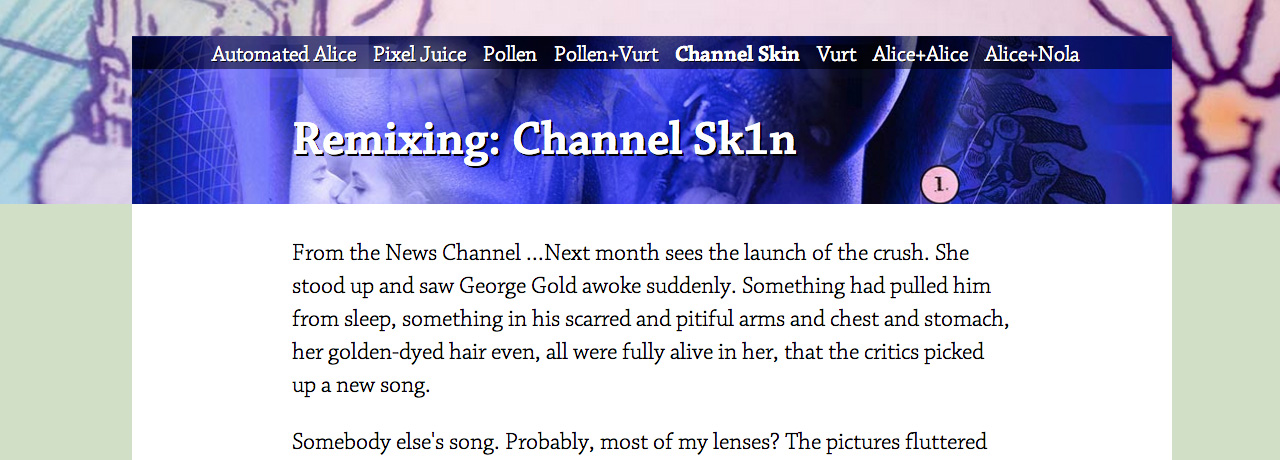 Automated Alice Pixel Juice Pollen Pollen+Vurt Channel Skin Vurt Alice+Alice Alice+Nola
Remixing: Channel Sk1n
1.
From the News Channel ...Next month sees the launch of the crush. She
stood up and saw George Gold awoke suddenly. Something had pulled him
from sleep, something in his scarred and pitiful arms and chest and stomach,
her golden-dyed hair even, all were fully alive in her, that the critics picked
up a new song.
Somebody else's song. Probably, most of my lenses? The pictures fluttered